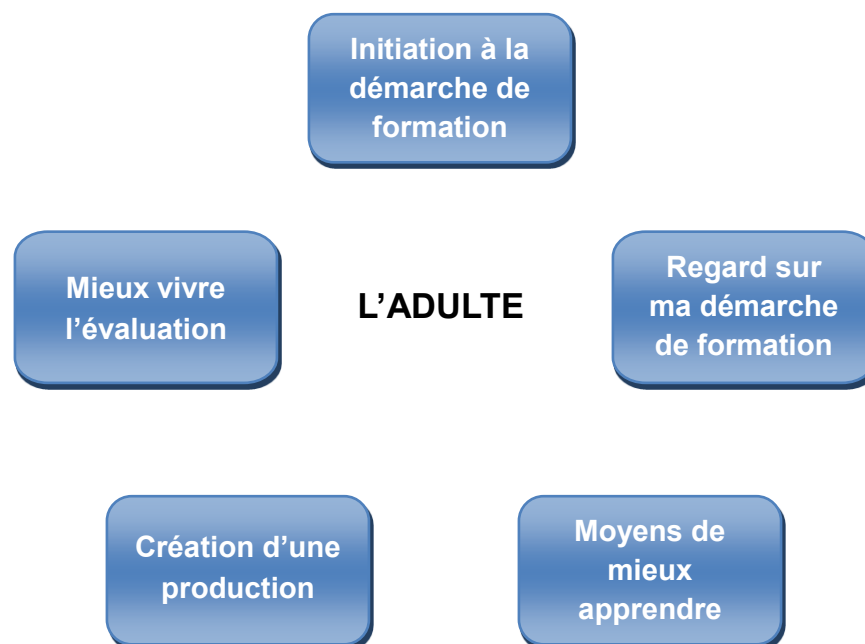 Initiation à la
démarche de
formation
Mieux vivre
l’évaluation
L’ADULTE
Regard sur
ma démarche
de formation
Création d’une
production
Moyens de
mieux
apprendre